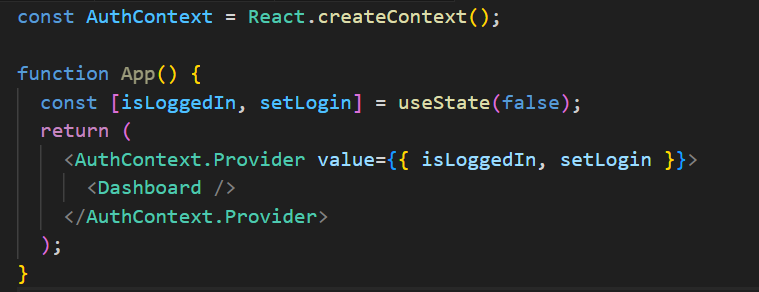 const AuthContext = React.createContext();
function App() {
const [isLoggedIn, setLogin] = useState(false);
return (
<AuthContext.Provider value={{ isLoggedIn, setLogin }}>
<Dashboard />
</AuthContext.Provider>
);
}